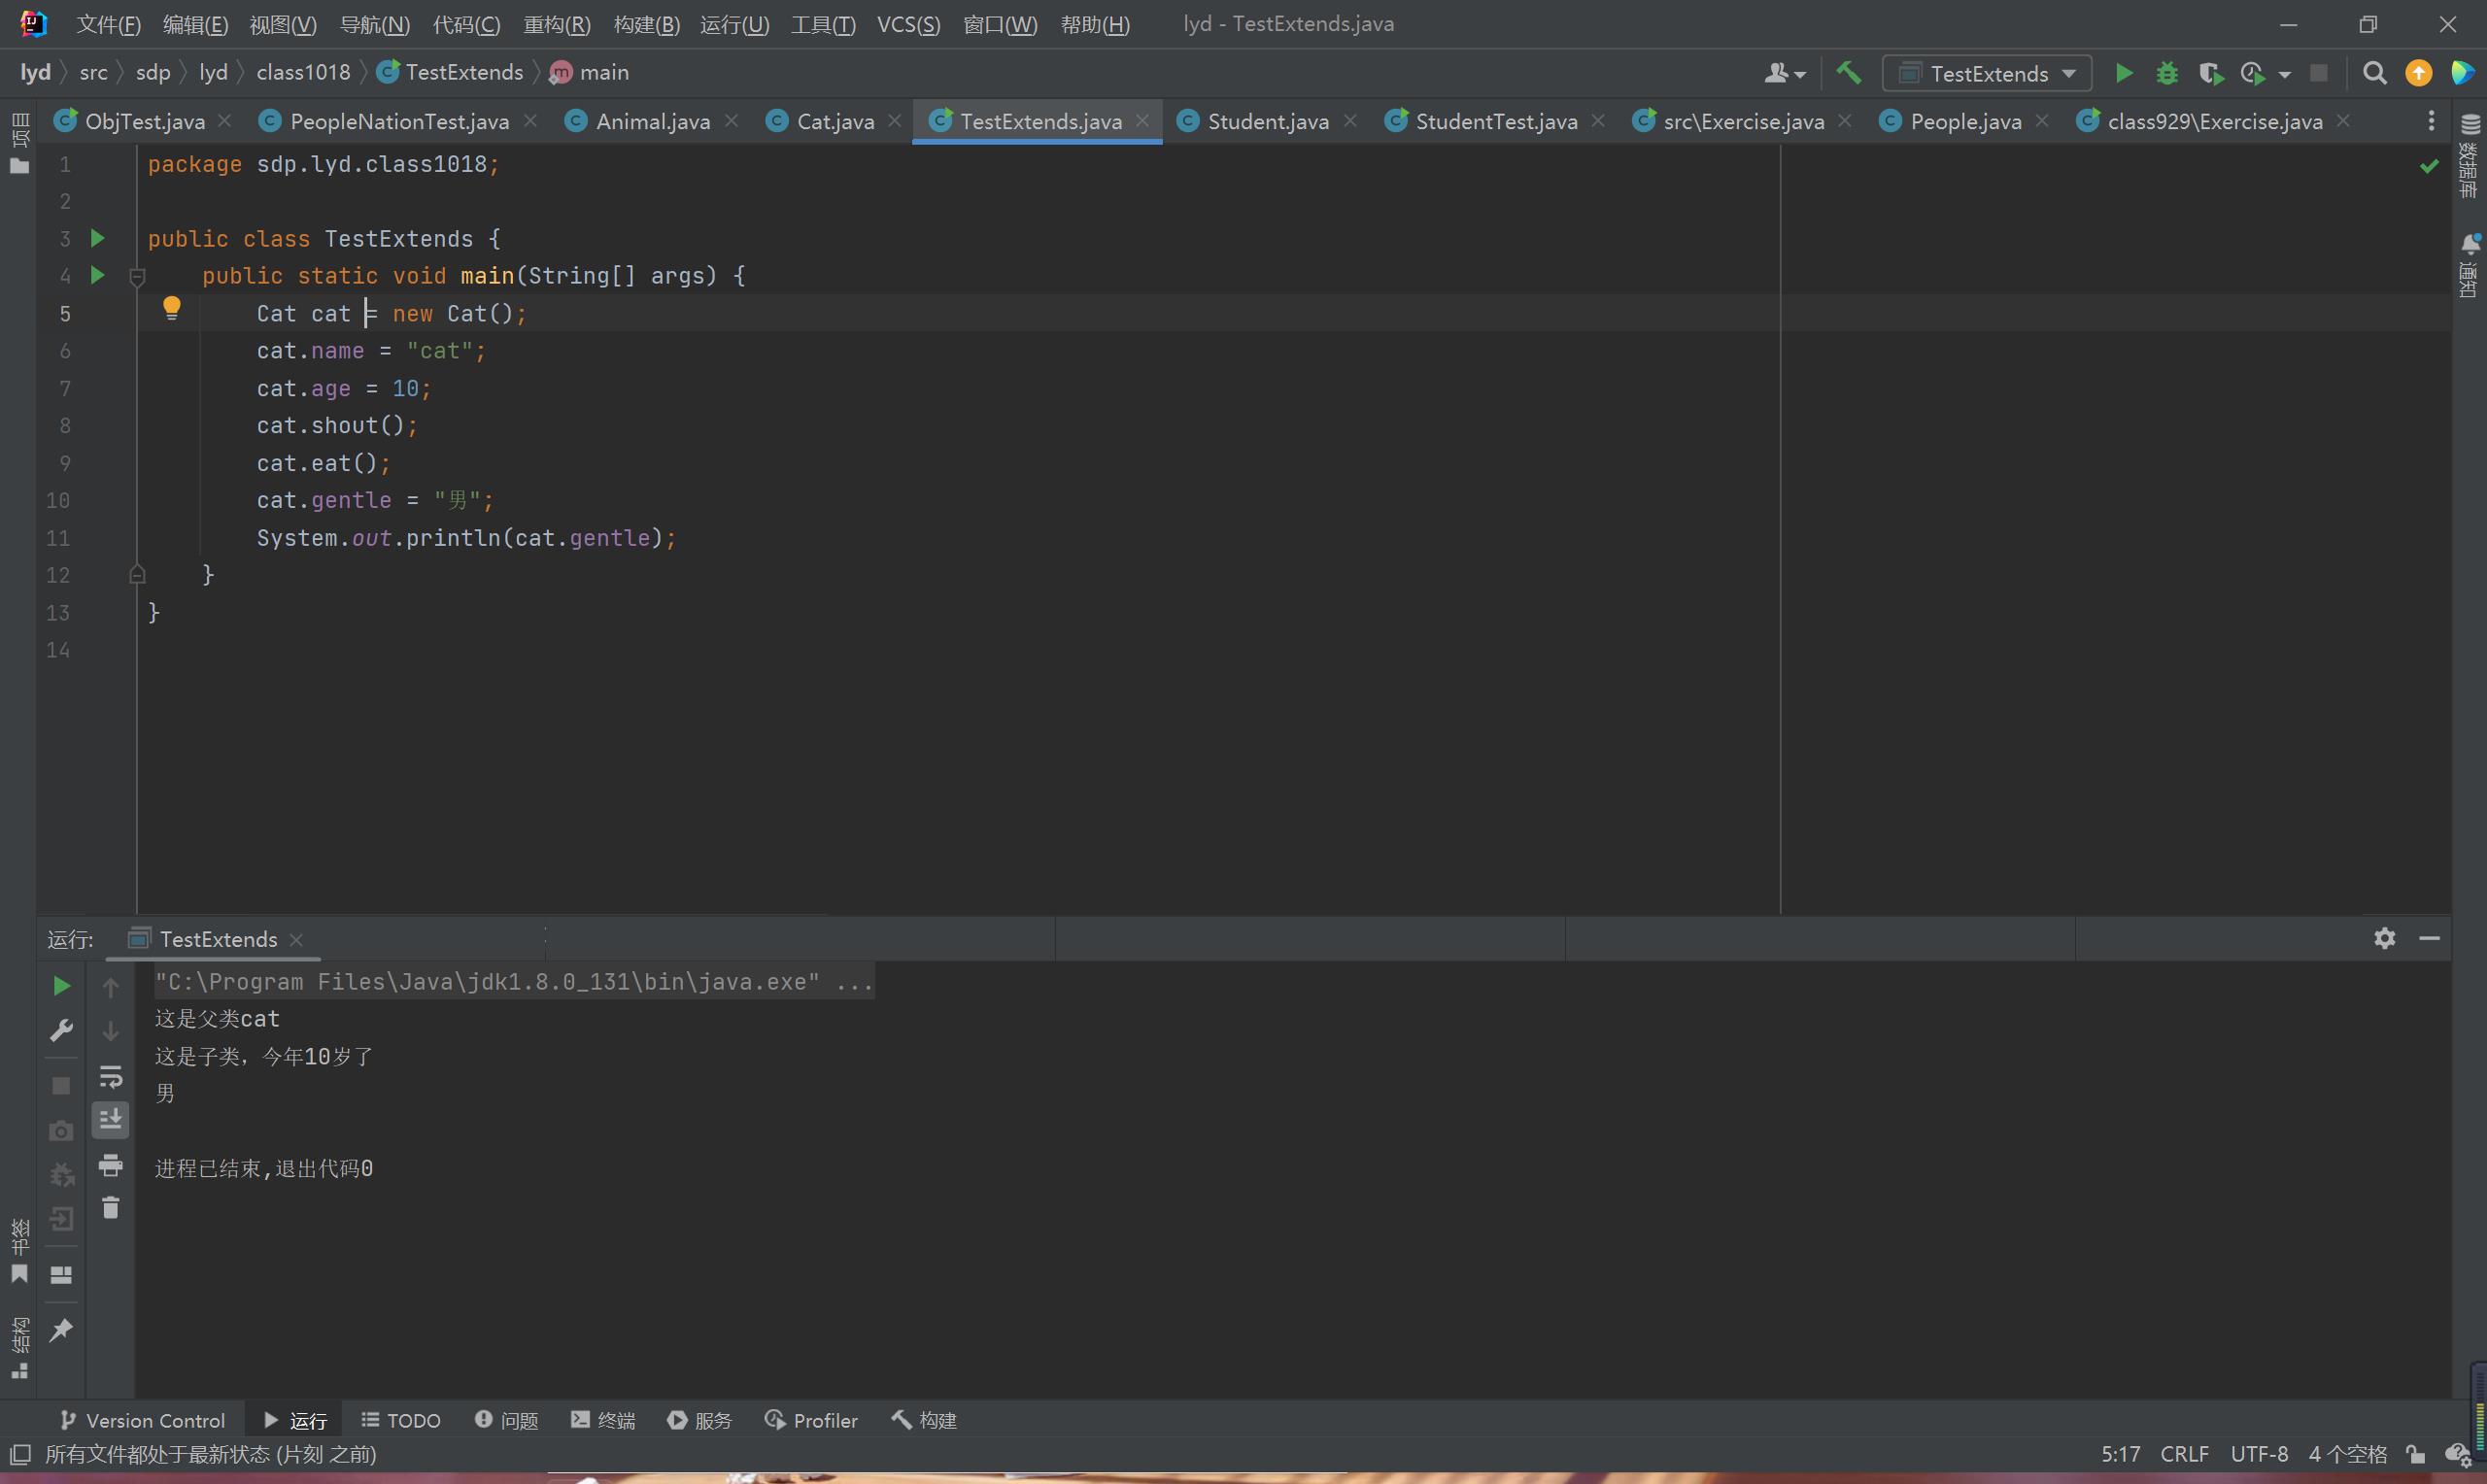 文件(F) 编辑(E) 视图(V) 导航(N) 代码(C) 重构(R) 构建(B) 运行(U) 工具(T) VCS(S) 窗口(W) 帮助(H) lyd - TestExtends.java
lyd src sdp lyd class1018 TestExtends main TestExtends
ObjTest.java PeopleNationTest.java Animal.java Cat.java TestExtends.java Student.java StudentTest.java src\Exercise.java People.java class929\Exercise.java
项目
数据库
通知
1 package sdp.lyd.class1018;
2
3 public class TestExtends {
4 public static void main(String[] args) {
5 Cat cat = new Cat();
6 cat.name = "cat";
7 cat.age = 10;
8 cat.shout();
9 cat.eat();
10 cat.gentle = "男";
11 System.out.println(cat.gentle);
12 }
13 }
14
运行: TestExtends
"C:\Program Files\Java\jdk1.8.0_131\bin\java.exe" ...
这是父类cat
这是子类，今年10岁了
男
进程已结束,退出代码0
书签
结构
Version Control 运行 TODO 问题 终端 服务 Profiler 构建
所有文件都处于最新状态 (片刻 之前) 5:17 CRLF UTF-8 4 个空格